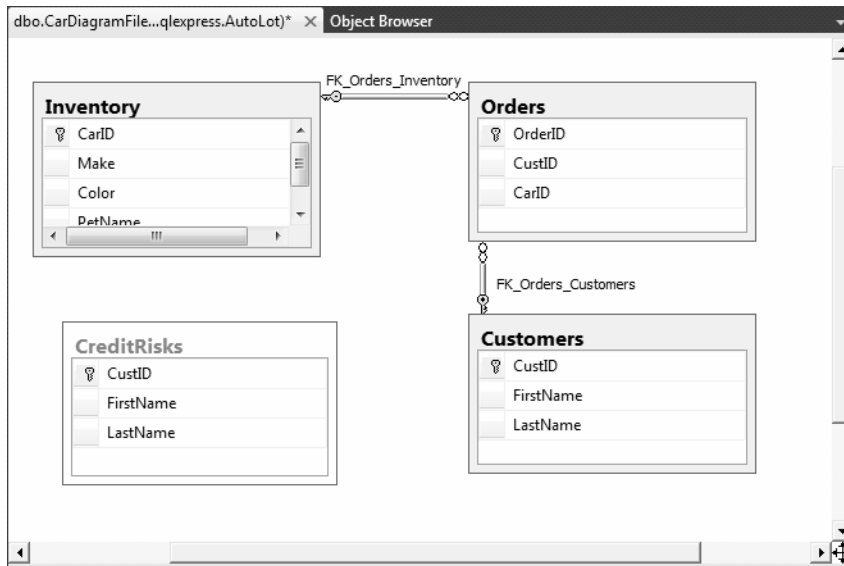 dbo.CarDiagramFile...qlexpress.AutoLot)* Object Browser
FK_Orders_Inventory
Inventory
CarID
Make
Color
PetName
Orders
OrderID
CustID
CarID
FK_Orders_Customers
CreditRisks
CustID
FirstName
LastName
Customers
CustID
FirstName
LastName